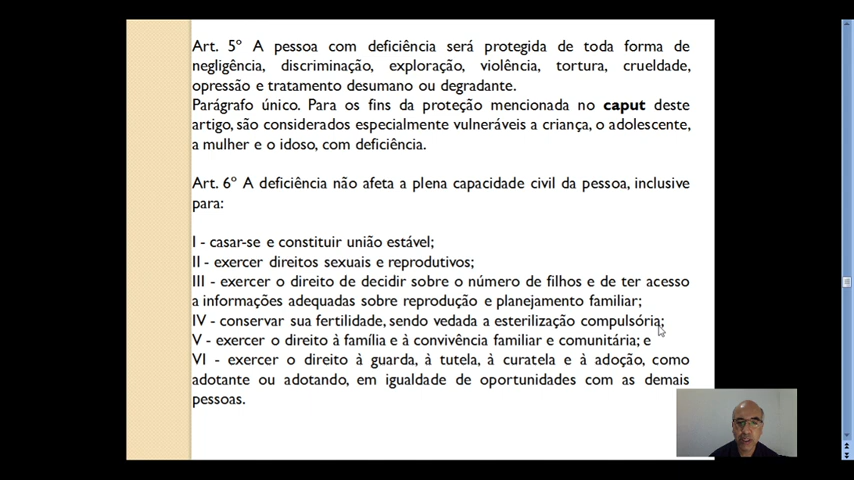 Art. 5º A pessoa com deficiência será protegida de toda forma de
negligência, discriminação, exploração, violência, tortura, crueldade,
opressão e tratamento desumano ou degradante.
Parágrafo único. Para os fins da proteção mencionada no caput deste
artigo, são considerados especialmente vulneráveis a criança, o adolescente,
a mulher e o idoso, com deficiência.
Art. 6º A deficiência não afeta a plena capacidade civil da pessoa, inclusive
para:
I - casar-se e constituir união estável;
II - exercer direitos sexuais e reprodutivos;
III - exercer o direito de decidir sobre o número de filhos e de ter acesso
a informações adequadas sobre reprodução e planejamento familiar;
IV - conservar sua fertilidade, sendo vedada a esterilização compulsória;
V - exercer o direito à família e à convivência familiar e comunitária; e
VI - exercer o direito à guarda, à tutela, à curatela e à adoção, como
adotante ou adotando, em igualdade de oportunidades com as demais
pessoas.